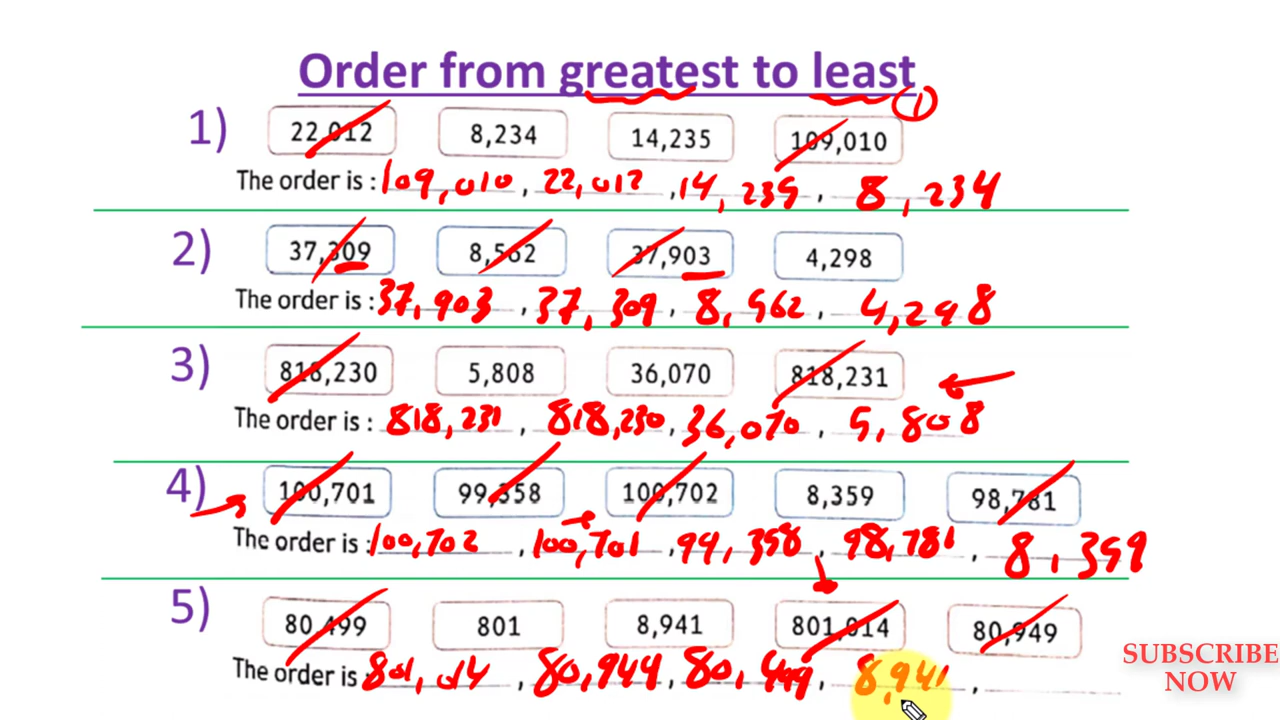 Order from greatest to least
1
1) 22,012 8,234 14,235 109,010
The order is : 109,010, 22,012, 14,235, 8,234
2) 37,309 8,562 37,903 4,298
The order is : 37,903, 37,309, 8,562, 4,298
3) 818,230 5,808 36,070 818,231
The order is : 818,231, 818,230, 36,070, 5,808
4) 100,701 99,358 100,702 8,359 98,781
The order is : 100,702, 100,701, 99,358, 98,781, 8,359
5) 80,499 801 8,941 801,014 80,949
The order is 801,014, 80,949, 80,499, 8,941,
SUBSCRIBE
NOW